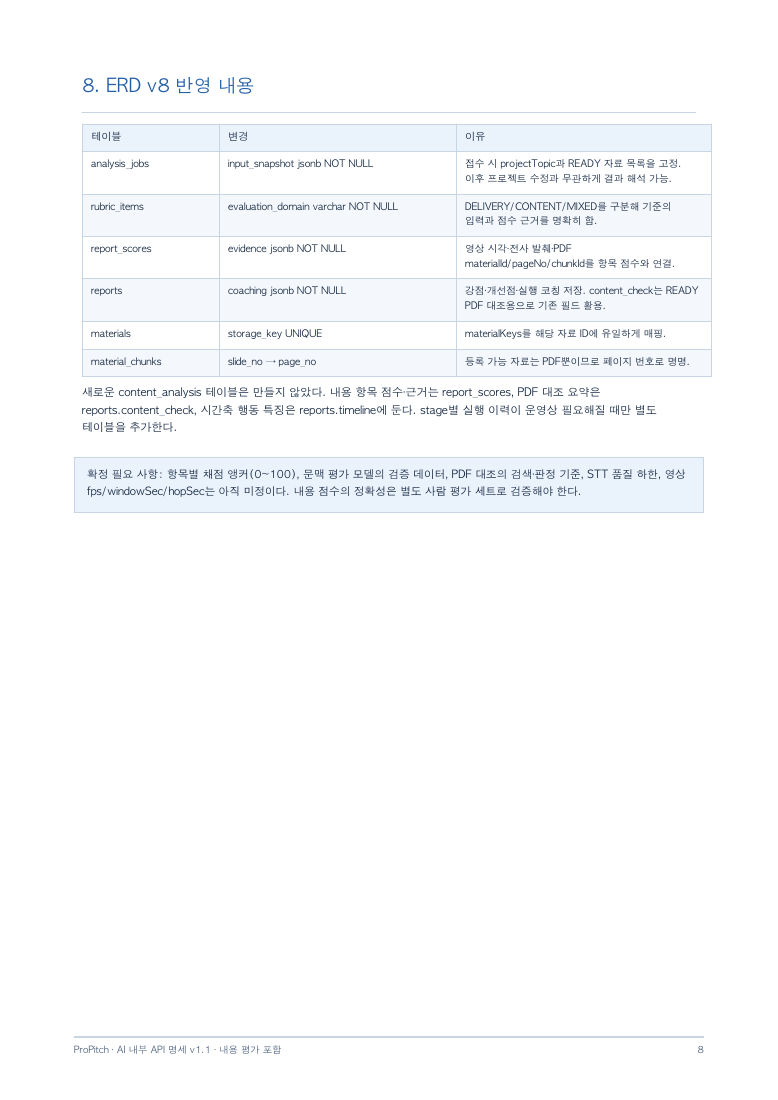 8. ERD v8 반영 내용
테이블 변경 이유
analysis_jobs input_snapshot jsonb NOT NULL 접수 시 projectTopic과 READY 자료 목록을 고정.
이후 프로젝트 수정과 무관하게 결과 해석 가능.
rubric_items evaluation_domain varchar NOT NULL DELIVERY/CONTENT/MIXED를 구분해 기준의
입력과 점수 근거를 명확히 함.
report_scores evidence jsonb NOT NULL 영상 시각·전사 발췌·PDF
materialId/pageNo/chunkId를 항목 점수와 연결.
reports coaching jsonb NOT NULL 강점·개선점·실행 코칭 저장. content_check는 READY
PDF 대조용으로 기존 필드 활용.
materials storage_key UNIQUE materialKeys를 해당 자료 ID에 유일하게 매핑.
material_chunks slide_no → page_no 등록 가능 자료는 PDF뿐이므로 페이지 번호로 명명.
새로운 content_analysis 테이블은 만들지 않았다. 내용 항목 점수·근거는 report_scores, PDF 대조 요약은
reports.content_check, 시간축 행동 특징은 reports.timeline에 둔다. stage별 실행 이력이 운영상 필요해질 때만 별도
테이블을 추가한다.
확정 필요 사항: 항목별 채점 앵커(0~100), 문맥 평가 모델의 검증 데이터, PDF 대조의 검색·판정 기준, STT 품질 하한, 영상
fps/windowSec/hopSec는 아직 미정이다. 내용 점수의 정확성은 별도 사람 평가 세트로 검증해야 한다.
ProPitch · AI 내부 API 명세 v1.1 · 내용 평가 포함 8